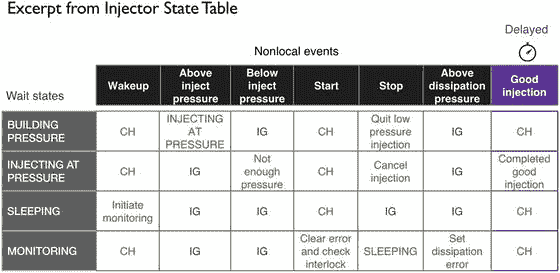 Excerpt from Injector State Table
Delayed
Nonlocal events
Wait states
Wakeup
Above
inject
pressure
Below
inject
pressure
Start
Stop
Above
dissipation
pressure
Good
injection
BUILDING
PRESSURE
CH
INJECTING
AT
PRESSURE
IG
CH
Quit low
pressure
injection
IG
CH
INJECTING AT
PRESSURE
CH
IG
Not
enough
pressure
CH
Cancel
injection
IG
Completed
good
injection
SLEEPING
Initiate
monitoring
IG
IG
CH
IG
IG
CH
MONITORING
CH
IG
IG
Clear error
and check
interlock
SLEEPING
Set
dissipation
error
CH